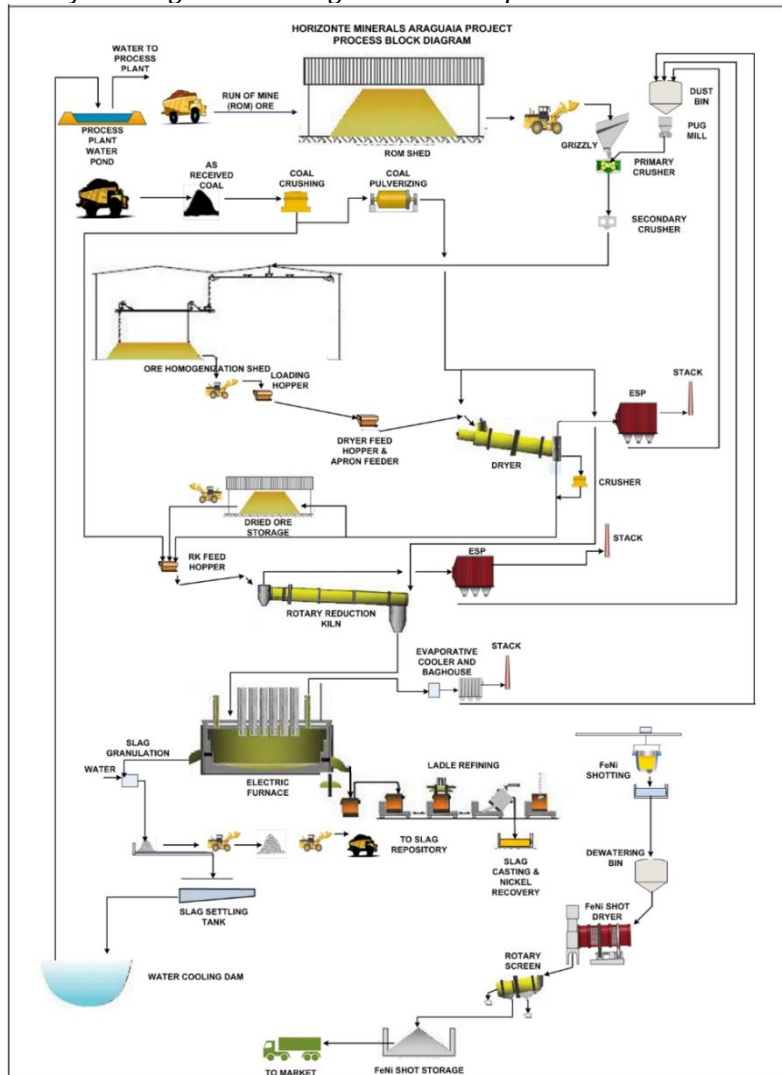 HORIZONTE MINERALS ARAGUAIA PROJECT
PROCESS BLOCK DIAGRAM
WATER TO
PROCESS
PLANT
RUN OF MINE
(ROM) ORE
DUST
BIN
PROCESS
PLANT
WATER
POND
ROM SHED
GRIZZLY
PUG
MILL
PRIMARY
CRUSHER
AS
RECEIVED
COAL
COAL
CRUSHING
COAL
PULVERIZING
SECONDARY
CRUSHER
ORE HOMOGENIZATION SHED
LOADING
HOPPER
DRYER FEED
HOPPER &
APRON FEEDER
DRYER
ESP
STACK
CRUSHER
DRIED ORE
STORAGE
STACK
RK FEED
HOPPER
ESP
ROTARY REDUCTION
KILN
EVAPORATIVE
COOLER AND
BAGHOUSE
STACK
SLAG
GRANULATION
WATER
ELECTRIC
FURNACE
LADLE REFINING
FeNi
SHOTTING
TO SLAG
REPOSITORY
SLAG
CASTING &
NICKEL
RECOVERY
DEWATERING
BIN
SLAG SETTLING
TANK
FeNi SHOT
DRYER
ROTARY
SCREEN
WATER COOLING DAM
TO MARKET
FeNi SHOT STORAGE